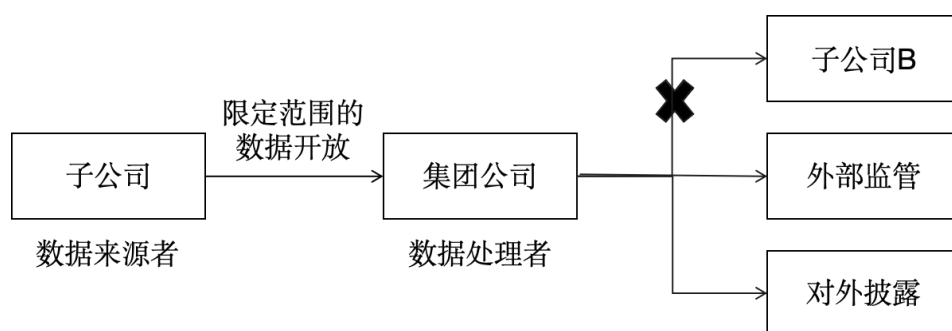 子公司B
限定范围的
数据开放
子公司
集团公司
外部监管
数据来源者
数据处理者
对外披露